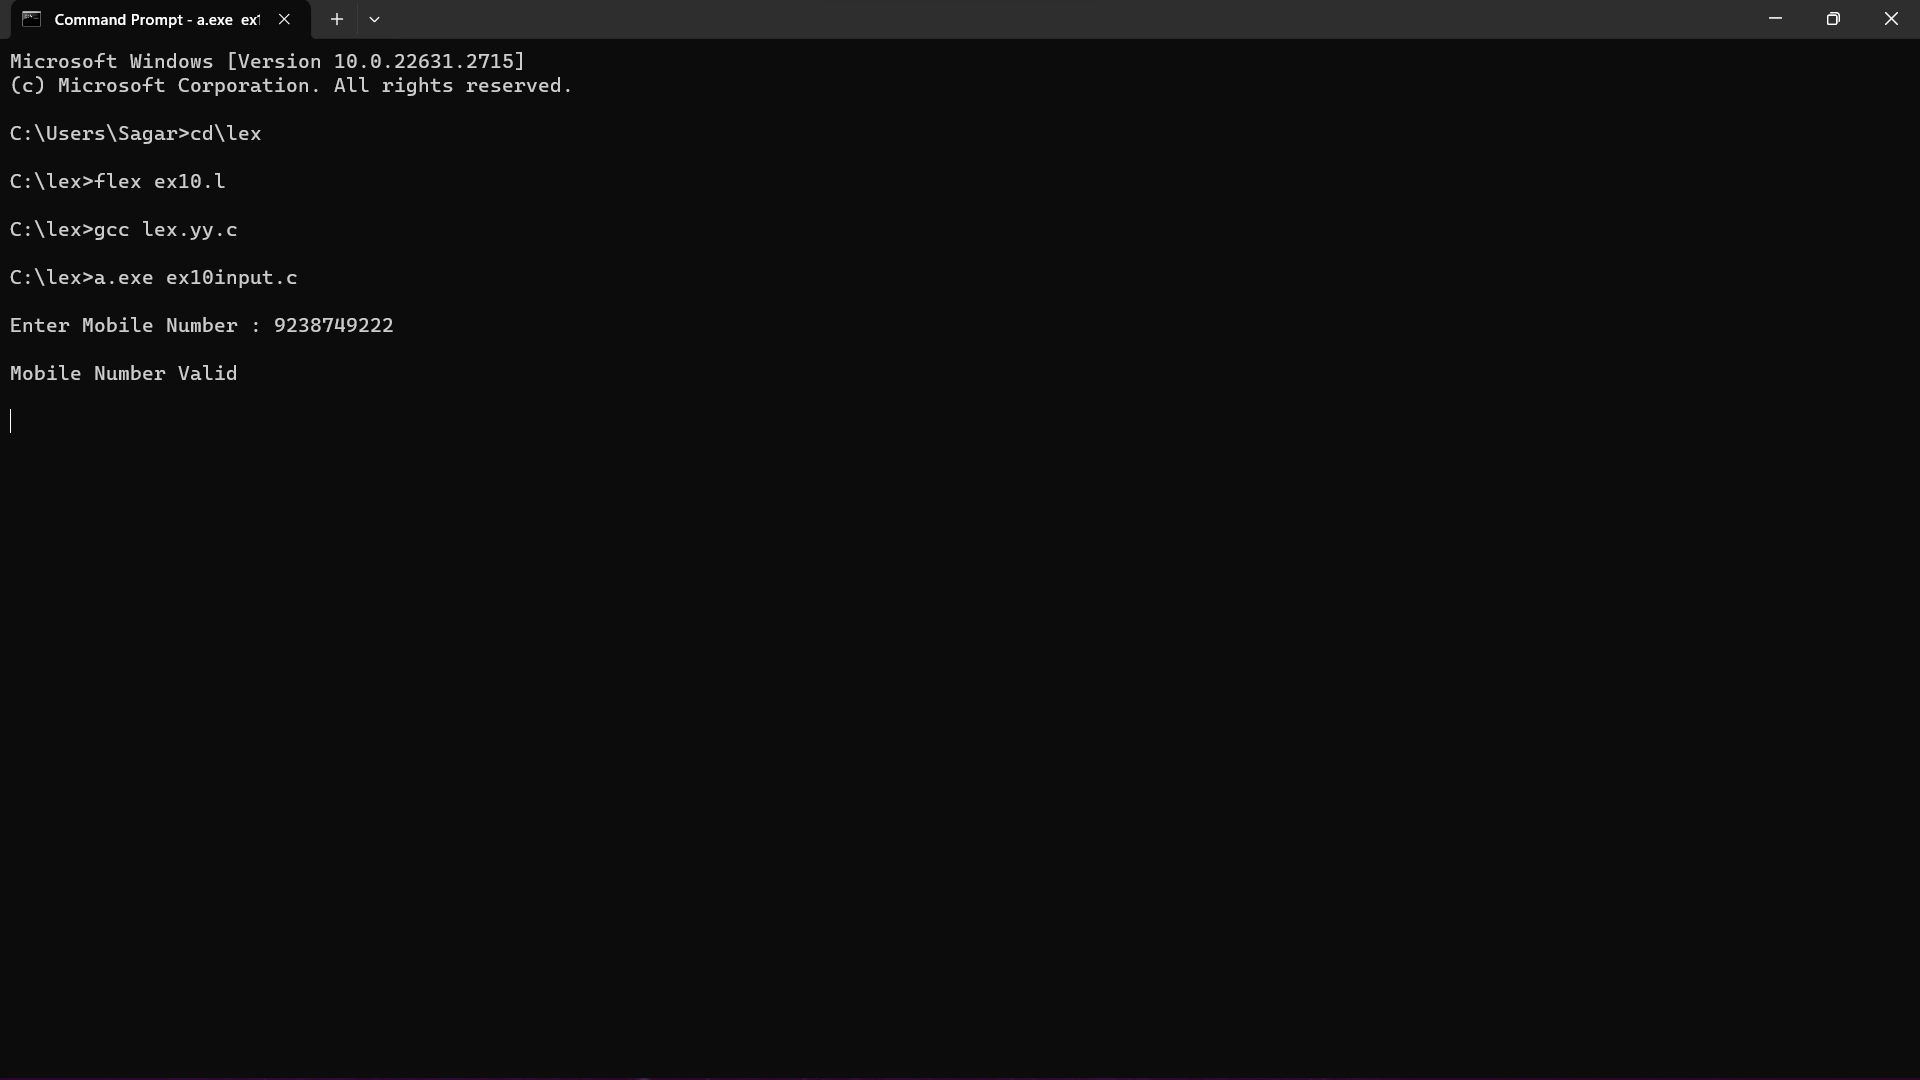 Command Prompt - a.exe ex1
Microsoft Windows [Version 10.0.22631.2715]
(c) Microsoft Corporation. All rights reserved.
C:\Users\Sagar>cd\lex
C:\lex>flex ex10.l
C:\lex>gcc lex.yy.c
C:\lex>a.exe ex10input.c
Enter Mobile Number : 9238749222
Mobile Number Valid